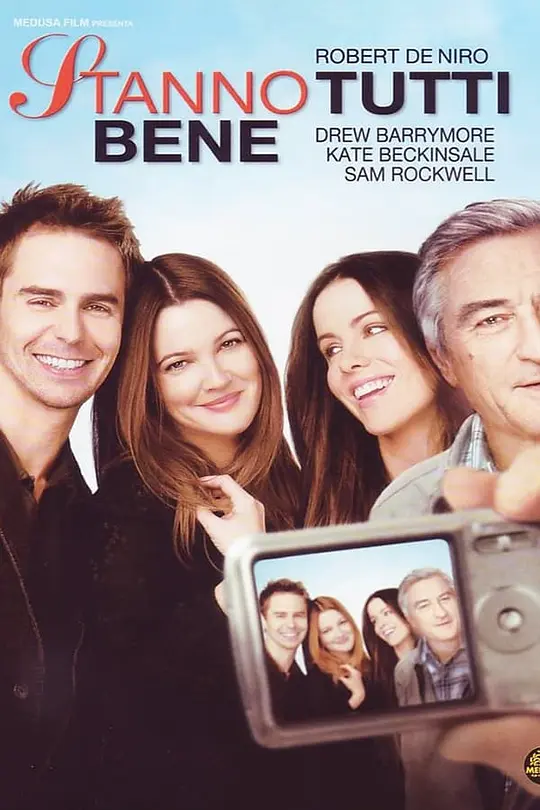 MEDUSA FILM PRESENTA
STANNO TUTTI
BENE
ROBERT DE NIRO
DREW BARRYMORE
KATE BECKINSALE
SAM ROCKWELL